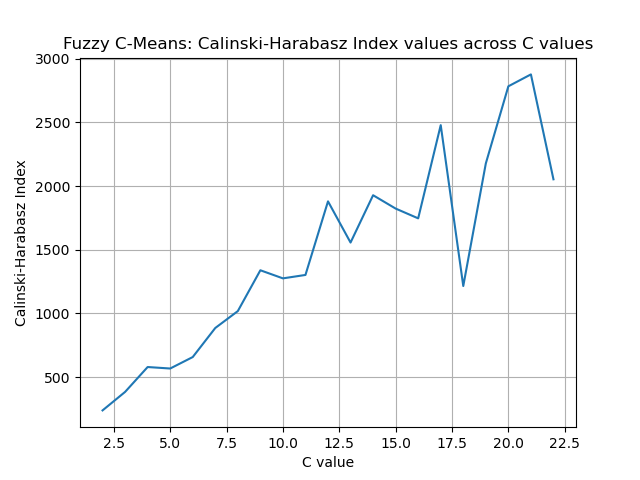 Fuzzy C-Means: Calinski-Harabasz Index values across C values
Calinski-Harabasz Index
3000
2500
2000
1500
1000
500
2.5 5.0 7.5 10.0 12.5 15.0 17.5 20.0 22.5
C value